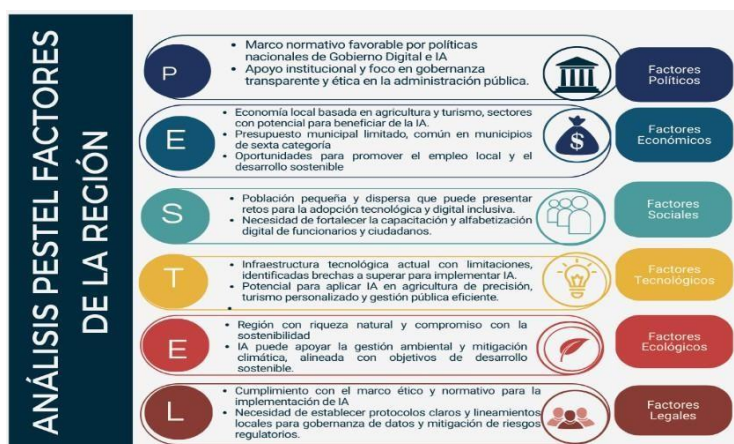 ANÁLISIS PESTEL FACTORES
DE LA REGIÓN
P
• Marco normativo favorable por políticas
nacionales de Gobierno Digital e IA
• Apoyo institucional y foco en gobernanza
transparente y ética en la administración pública.
Factores
Políticos
E
• Economía local basada en agricultura y turismo, sectores
con potencial para beneficiar de la IA.
• Presupuesto municipal limitado, común en municipios
de sexta categoría
• Oportunidades para promover el empleo local y el
desarrollo sostenible
$
Factores
Económicos
S
• Población pequeña y dispersa que puede presentar
retos para la adopción tecnológica y digital inclusiva.
• Necesidad de fortalecer la capacitación y alfabetización
digital de funcionarios y ciudadanos.
Factores
Sociales
T
• Infraestructura tecnológica actual con limitaciones,
identificadas brechas a superar para implementar IA.
• Potencial para aplicar IA en agricultura de precisión,
turismo personalizado y gestión pública eficiente.
•
Factores
Tecnológicos
E
• Región con riqueza natural y compromiso con la
sostenibilidad
• IA puede apoyar la gestión ambiental y mitigación
climática, alineada con objetivos de desarrollo
sostenible.
Factores
Ecológicos
L
• Cumplimiento con el marco ético y normativo para la
implementación de IA
• Necesidad de establecer protocolos claros y lineamientos
locales para gobernanza de datos y mitigación de riesgos
regulatorios.
Factores
Legales